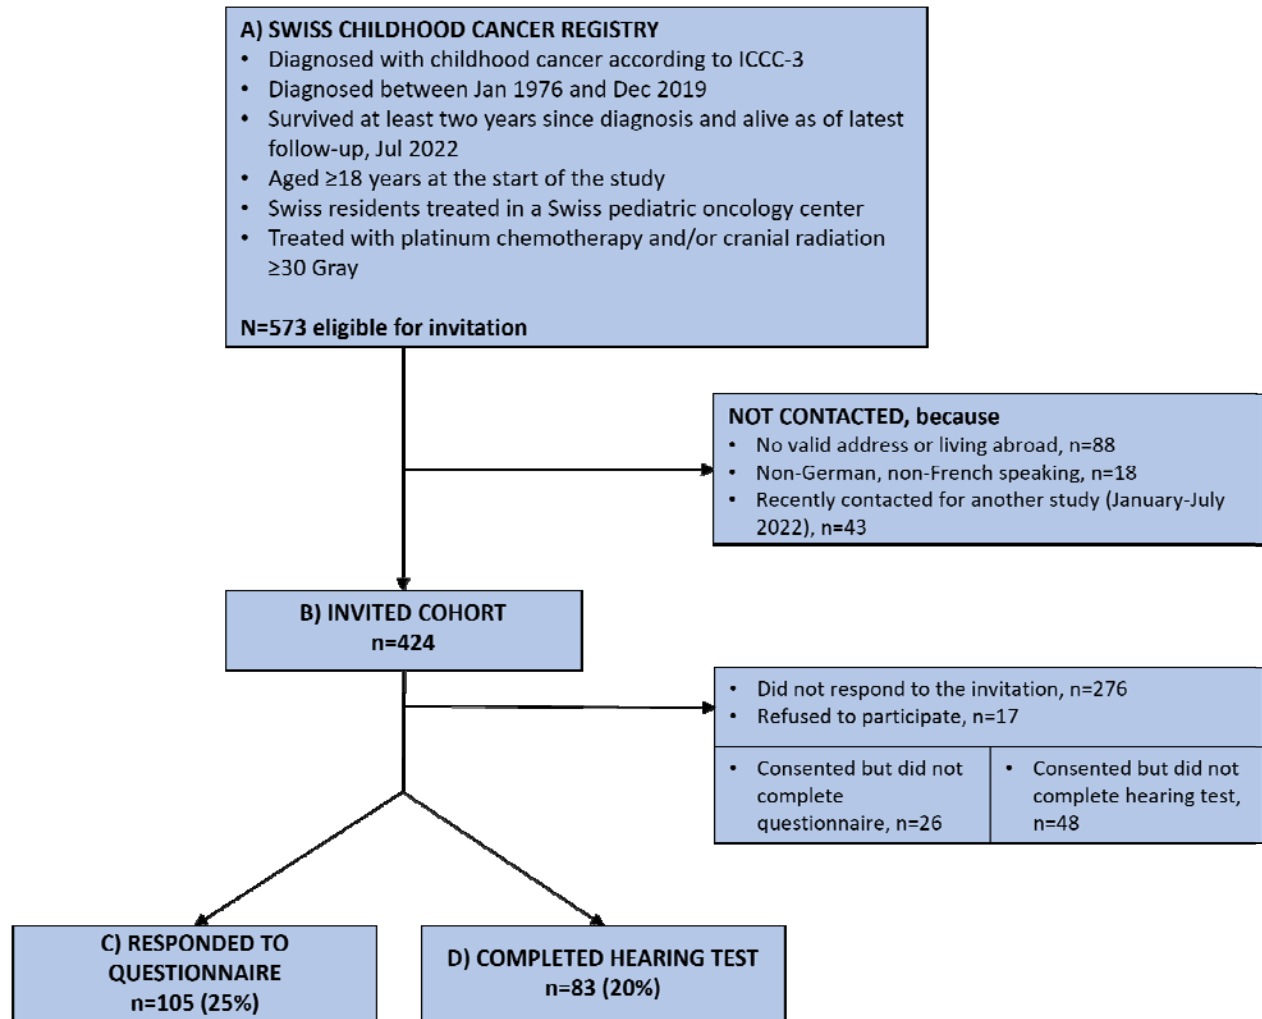 A) SWISS CHILDHOOD CANCER REGISTRY
• Diagnosed with childhood cancer according to ICCC-3
• Diagnosed between Jan 1976 and Dec 2019
• Survived at least two years since diagnosis and alive as of latest
follow-up, Jul 2022
• Aged ≥18 years at the start of the study
• Swiss residents treated in a Swiss pediatric oncology center
• Treated with platinum chemotherapy and/or cranial radiation
≥30 Gray
N=573 eligible for invitation
NOT CONTACTED, because
• No valid address or living abroad, n=88
• Non-German, non-French speaking, n=18
• Recently contacted for another study (January-July
2022), n=43
B) INVITED COHORT
n=424
• Did not respond to the invitation, n=276
• Refused to participate, n=17
• Consented but did not
complete
questionnaire, n=26
• Consented but did not
complete hearing test,
n=48
C) RESPONDED TO
QUESTIONNAIRE
n=105 (25%)
D) COMPLETED HEARING TEST
n=83 (20%)